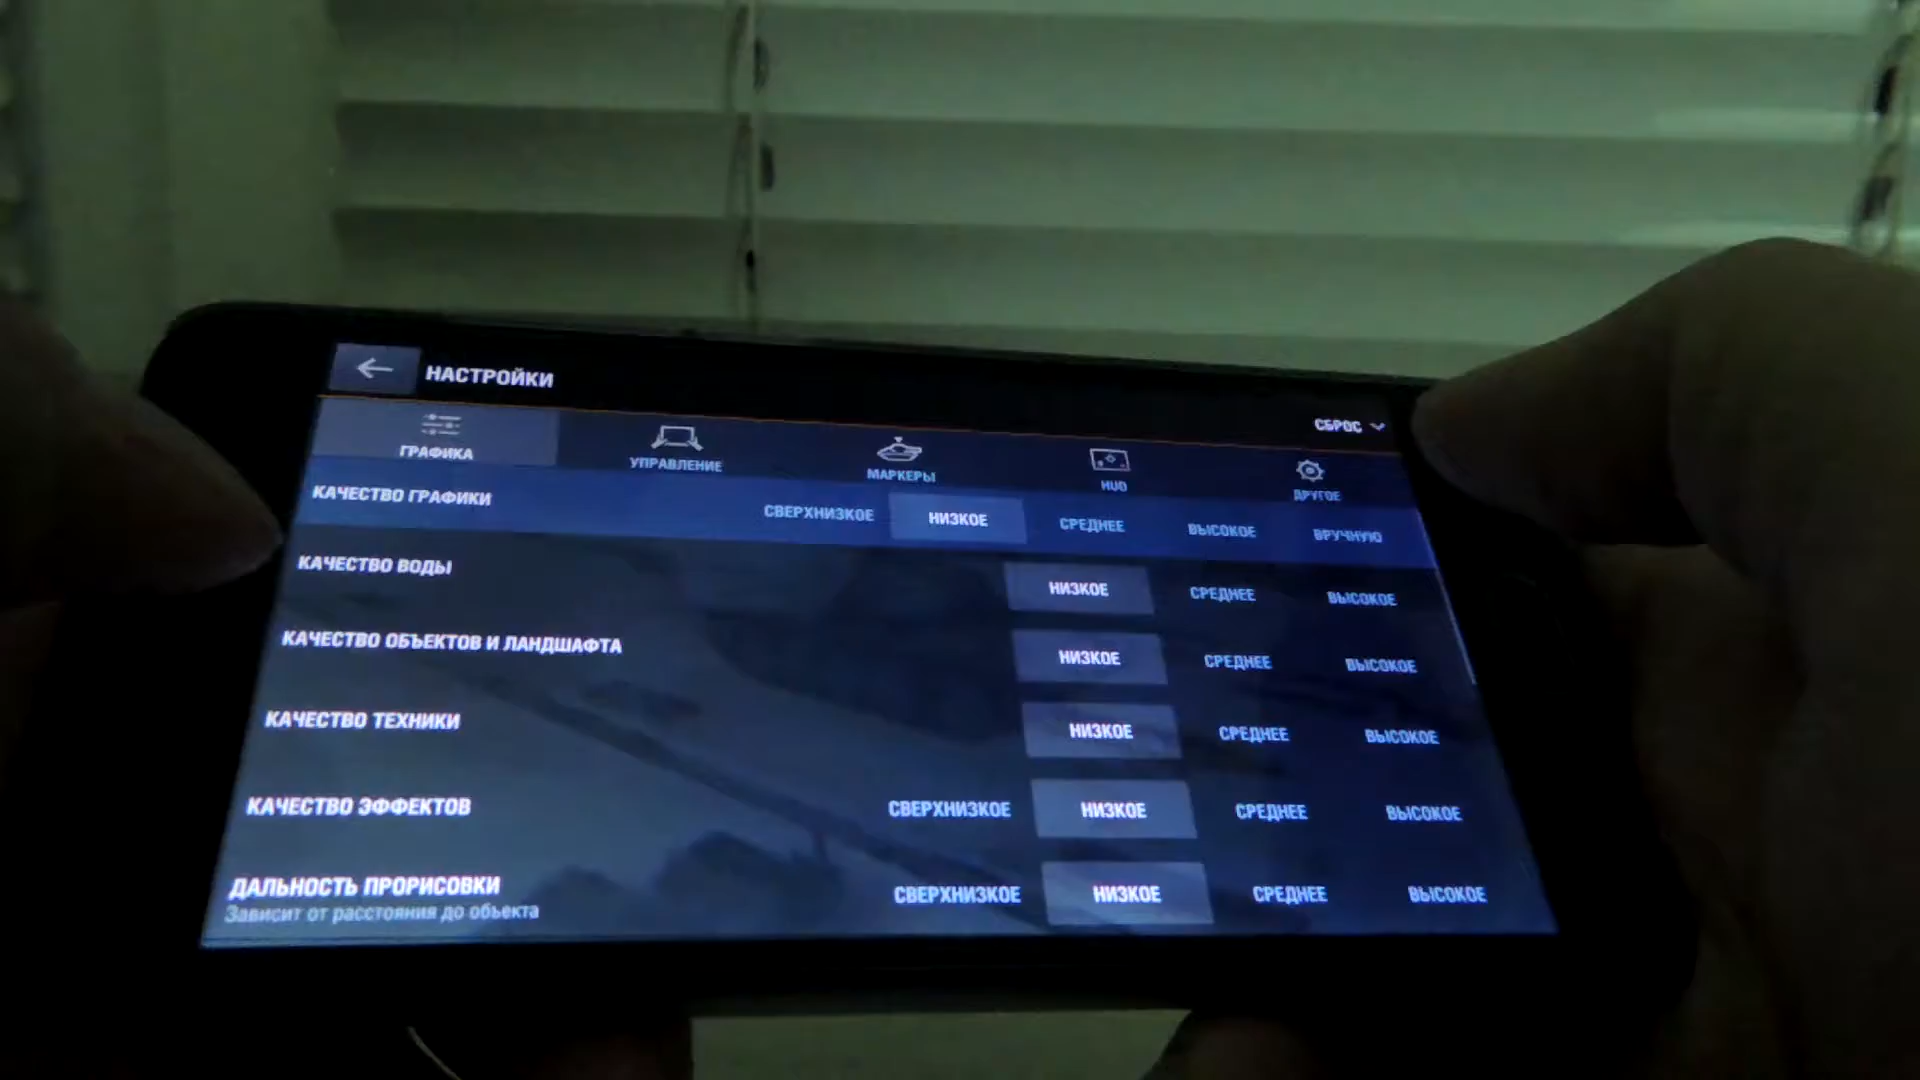 НАСТРОЙКИ
СБРОС
ГРАФИКА УПРАВЛЕНИЕ МАРКЕРЫ HUD ДРУГОЕ
КАЧЕСТВО ГРАФИКИ СВЕРХНИЗКОЕ НИЗКОЕ СРЕДНЕЕ ВЫСОКОЕ ВРУЧНУЮ
КАЧЕСТВО ВОДЫ НИЗКОЕ СРЕДНЕЕ ВЫСОКОЕ
КАЧЕСТВО ОБЪЕКТОВ И ЛАНДШАФТА НИЗКОЕ СРЕДНЕЕ ВЫСОКОЕ
КАЧЕСТВО ТЕХНИКИ НИЗКОЕ СРЕДНЕЕ ВЫСОКОЕ
КАЧЕСТВО ЭФФЕКТОВ СВЕРХНИЗКОЕ НИЗКОЕ СРЕДНЕЕ ВЫСОКОЕ
ДАЛЬНОСТЬ ПРОРИСОВКИ СВЕРХНИЗКОЕ НИЗКОЕ СРЕДНЕЕ ВЫСОКОЕ
Зависит от расстояния до объекта